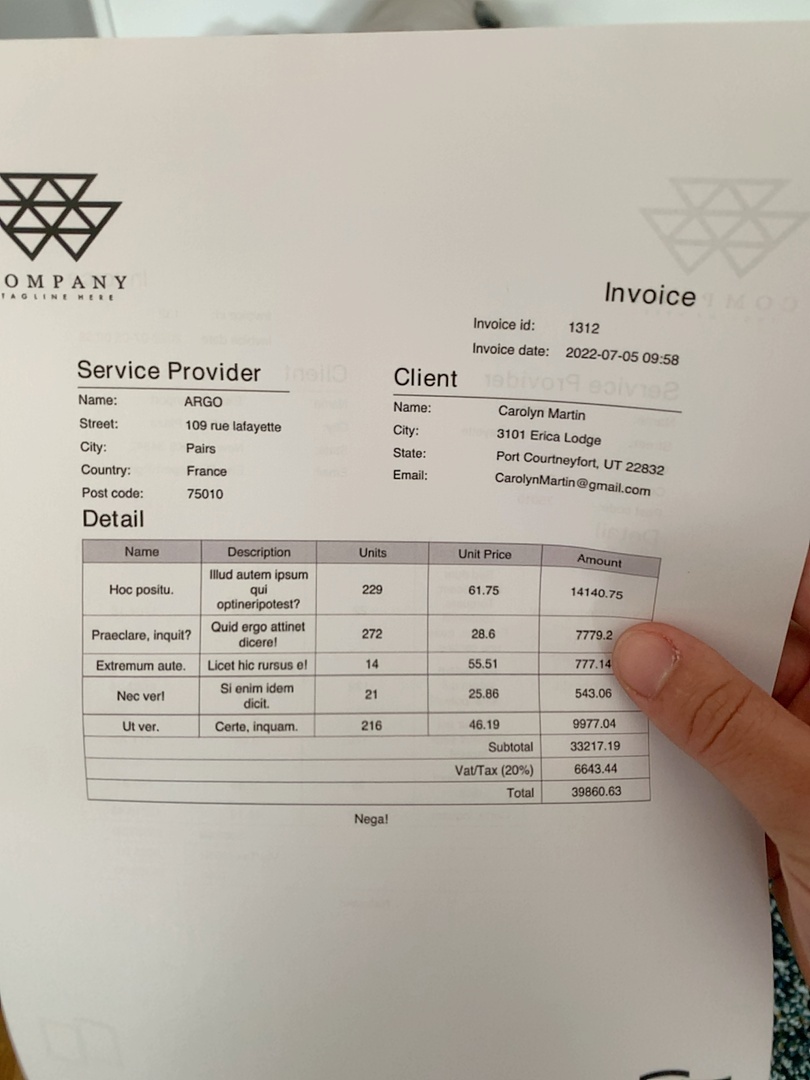 OMPANY
TAGLINE HERE
Invoice
Invoice id: 1312
Invoice date: 2022-07-05 09:58
Service Provider
Name: ARGO
Street: 109 rue lafayette
City: Pairs
Country: France
Post code: 75010
Client
Name: Carolyn Martin
City: 3101 Erica Lodge
State: Port Courtneyfort, UT 22832
Email: CarolynMartin@gmail.com
Detail
Name Description Units Unit Price Amount
Hoc positu. Illud autem ipsum qui optineripotest? 229 61.75 14140.75
Praeclare, inquit? Quid ergo attinet dicere! 272 28.6 7779.2
Extremum aute. Licet hic rursus e! 14 55.51 777.14
Nec ver! Si enim idem dicit. 21 25.86 543.06
Ut ver. Certe, inquam. 216 46.19 9977.04
Subtotal 33217.19
Vat/Tax (20%) 6643.44
Total 39860.63
Nega!